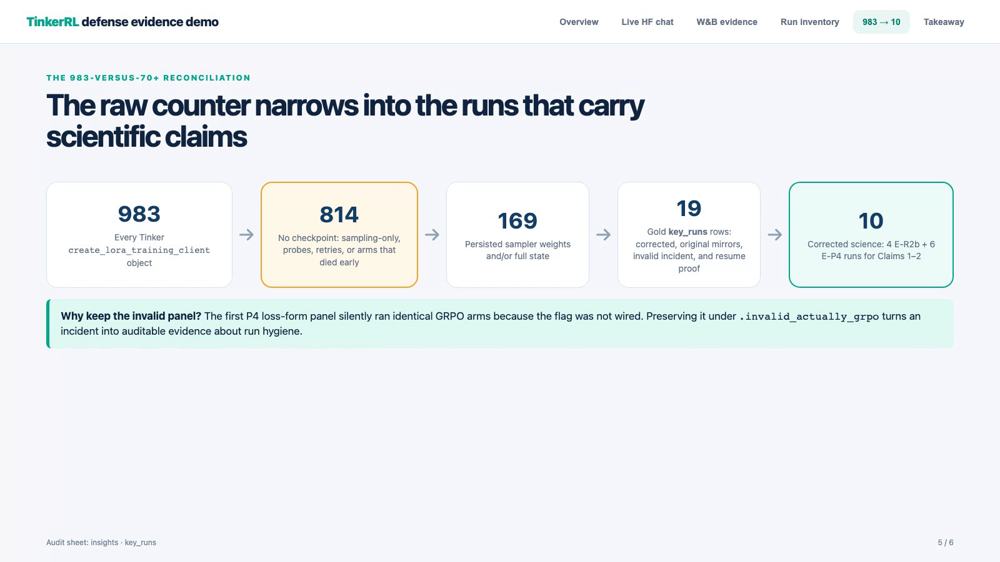 TinkerRL defense evidence demo
Overview
Live HF chat
W&B evidence
Run inventory
983 → 10
Takeaway
THE 983-VERSUS-70+ RECONCILIATION
The raw counter narrows into the runs that carry
scientific claims
983
Every Tinker
create_lora_training_client
object
→
814
No checkpoint: sampling-only,
probes, retries, or arms that
died early
→
169
Persisted sampler weights
and/or full state
→
19
Gold key_runs rows:
corrected, original mirrors,
invalid incident, and resume
proof
→
10
Corrected science: 4 E-R2b + 6
E-P4 runs for Claims 1–2
Why keep the invalid panel? The first P4 loss-form panel silently ran identical GRPO arms because the flag was not wired. Preserving it under .invalid_actually_grpo turns an
incident into auditable evidence about run hygiene.
Audit sheet: insights · key_runs
5 / 6